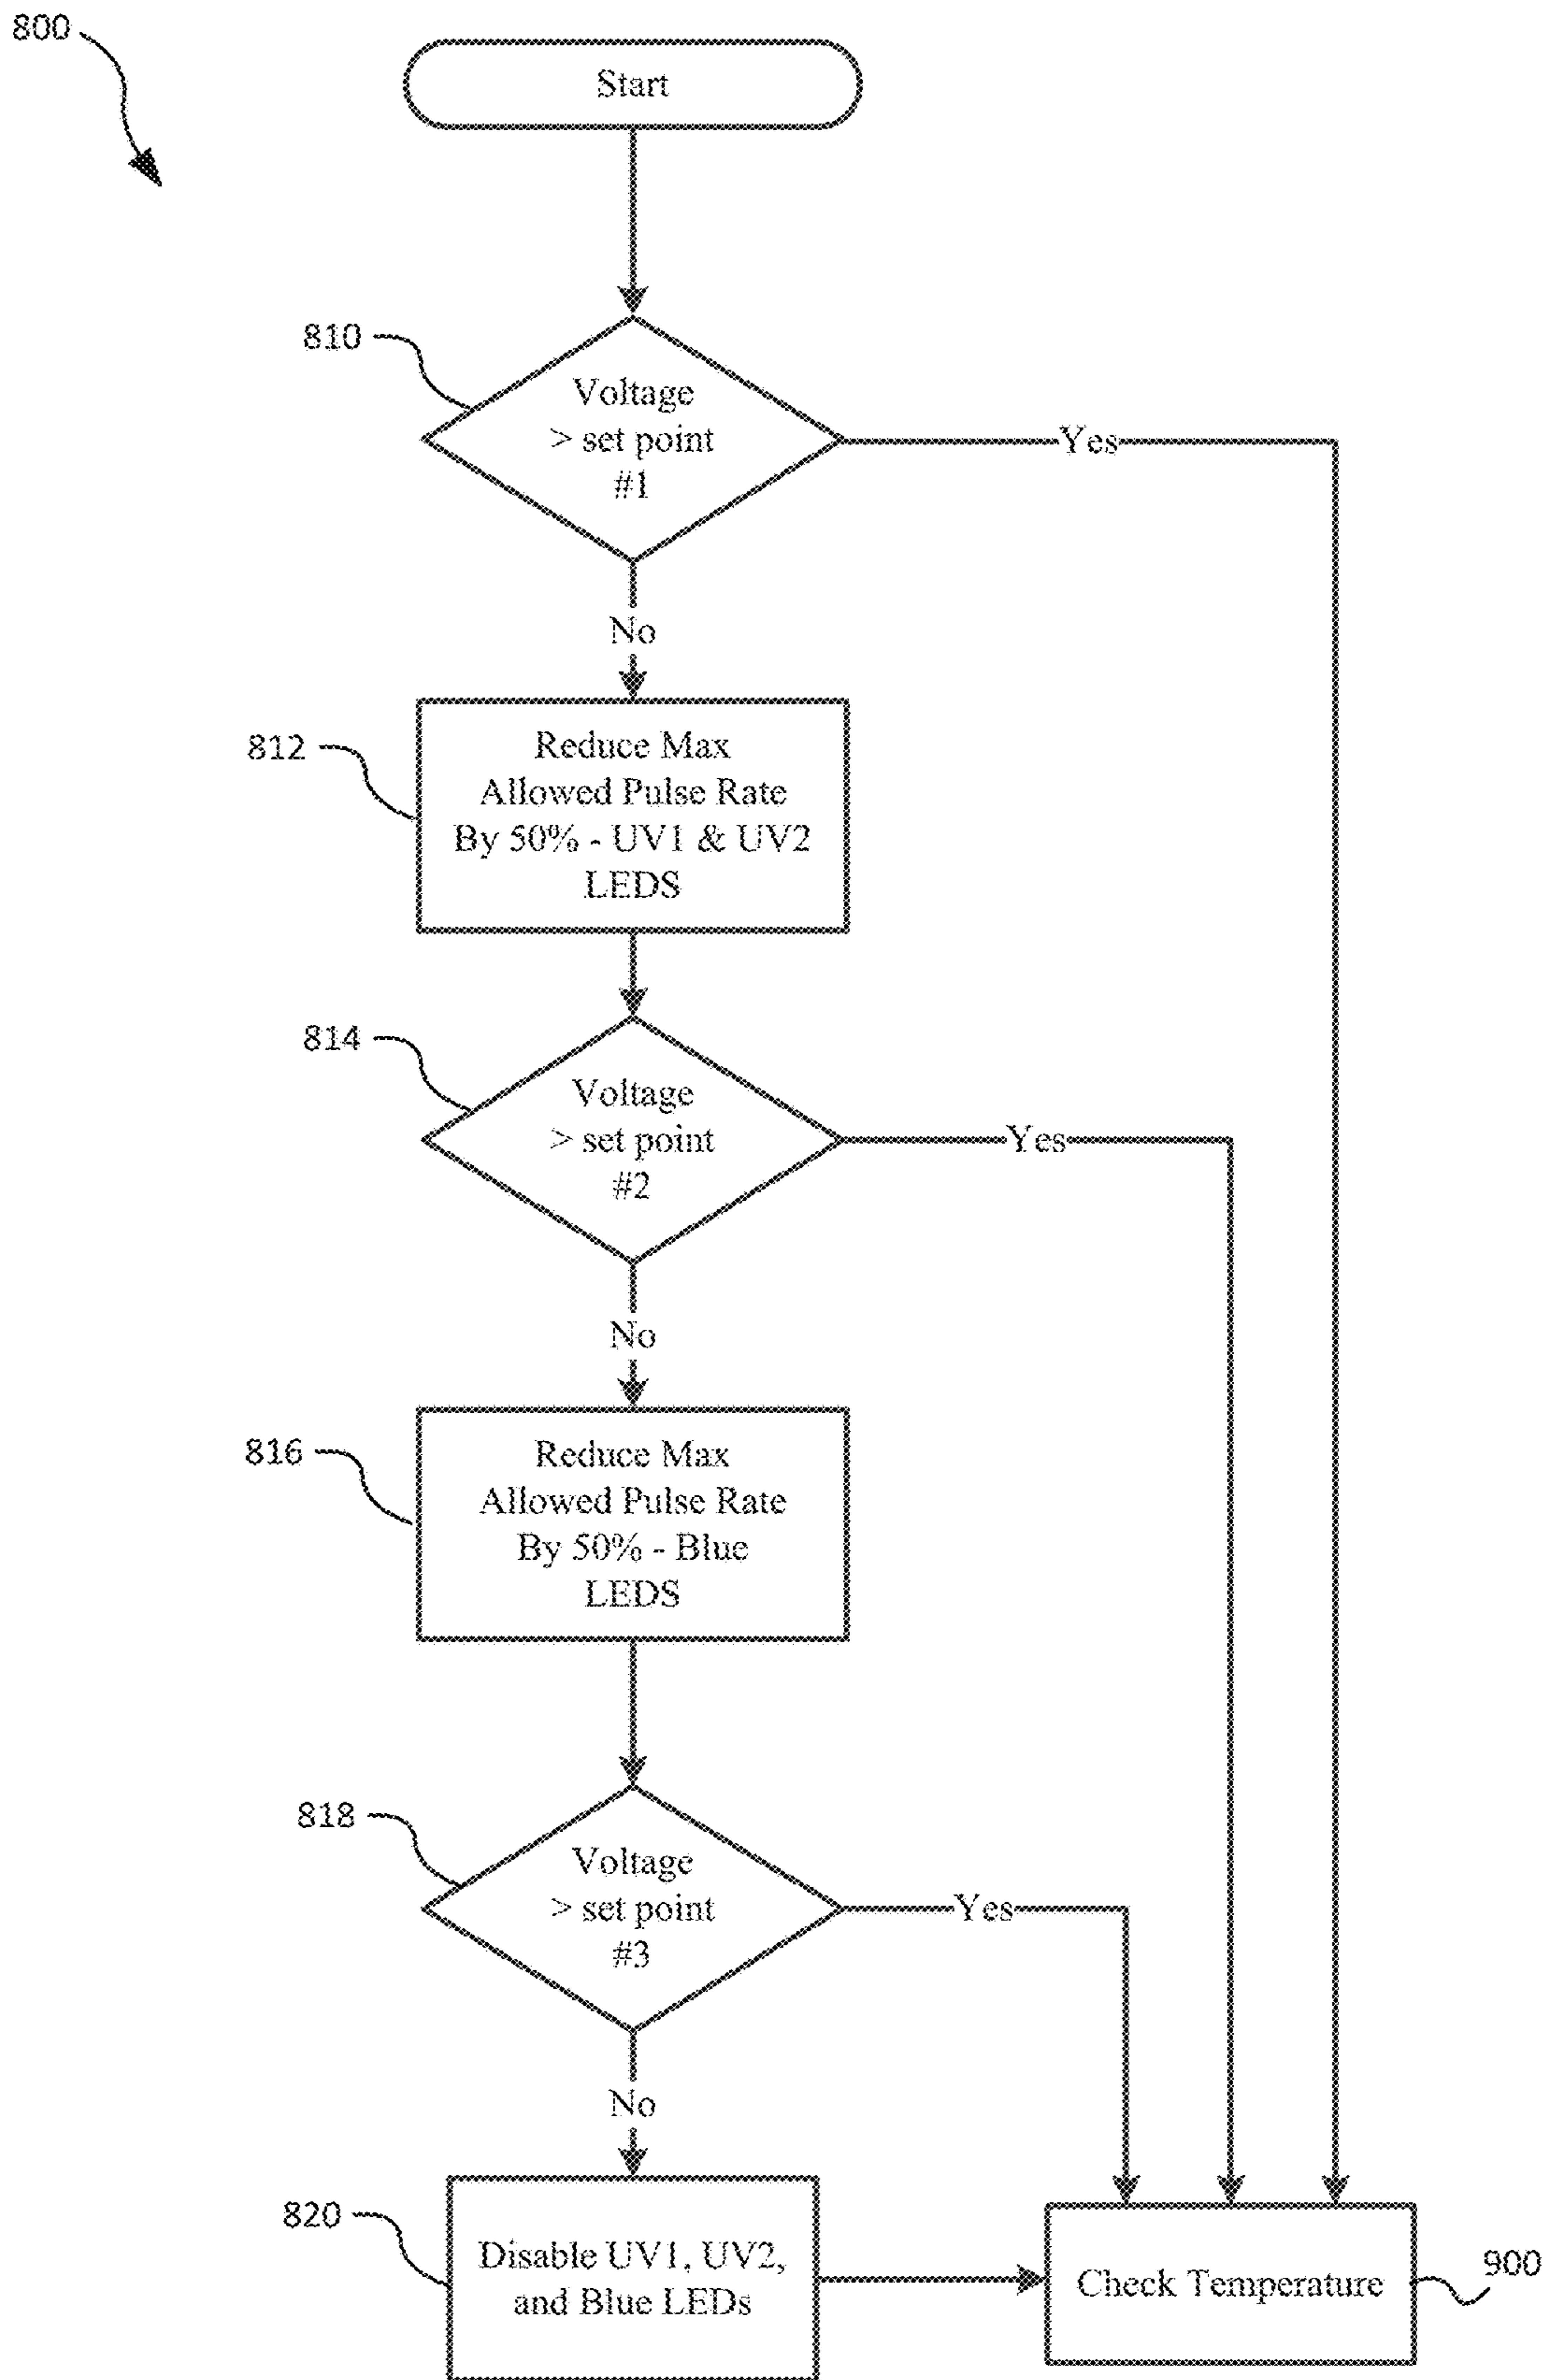 800
Start
810
Voltage
> set point
#1
Yes
No
812
Reduce Max
Allowed Pulse Rate
By 50% - UV1 & UV2
LEDS
814
Voltage
> set point
#2
Yes
No
816
Reduce Max
Allowed Pulse Rate
By 50% - Blue
LEDS
818
Voltage
> set point
#3
Yes
No
820
Disable UV1, UV2,
and Blue LEDs
Check Temperature
900